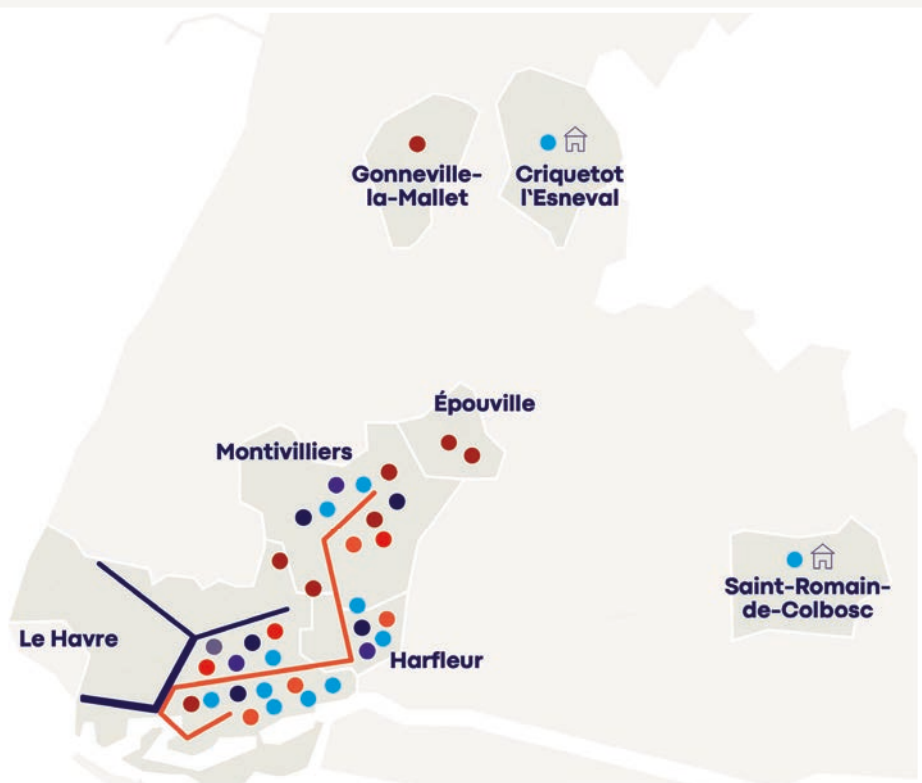 Gonneville-
la-Mallet
Criquetot
l'Esneval
Épouville
Montivilliers
Saint-Romain-
de-Colbosc
Le Havre
Harfleur